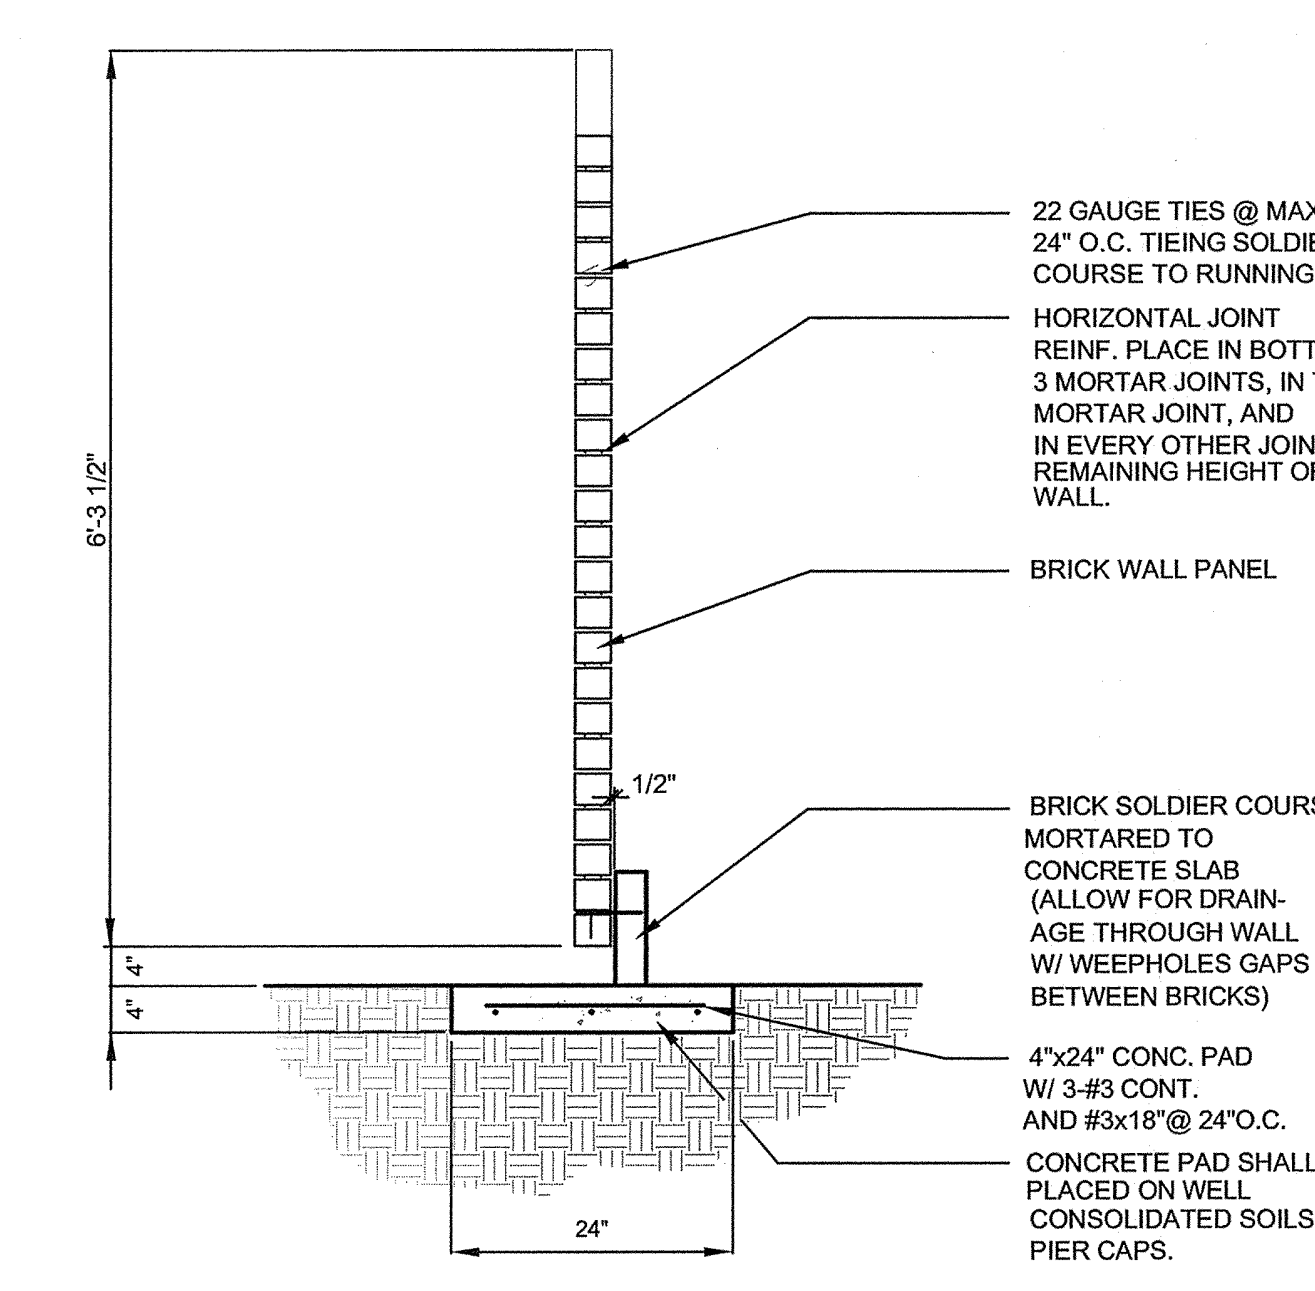 22 GAUGE TIES @ MAX
24" O.C. TIEING SOLDIE
COURSE TO RUNNING
HORIZONTAL JOINT
REINF. PLACE IN BOTT
3 MORTAR JOINTS, IN
MORTAR JOINT, AND
IN EVERY OTHER JOIN
REMAINING HEIGHT OF
WALL.
6'-3 1/2"
BRICK WALL PANEL
1/2"
BRICK SOLDIER COURS
MORTARED TO
CONCRETE SLAB
(ALLOW FOR DRAIN-
AGE THROUGH WALL
W/ WEEPHOLES GAPS
BETWEEN BRICKS)
4"
4"
4"x24" CONC. PAD
W/ 3-#3 CONT.
AND #3x18"@ 24"O.C.
CONCRETE PAD SHALL
PLACED ON WELL
CONSOLIDATED SOILS
PIER CAPS.
24"